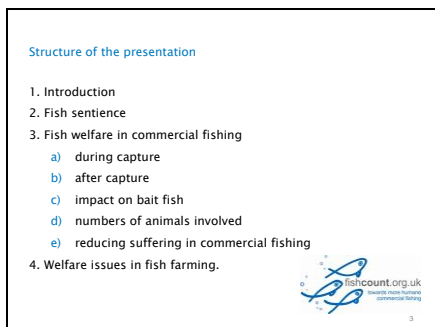 Structure of the presentation
1. Introduction
2. Fish sentience
3. Fish welfare in commercial fishing
a) during capture
b) after capture
c) impact on bait fish
d) numbers of animals involved
e) reducing suffering in commercial fishing
4. Welfare issues in fish farming.
fishcount.org.uk
towards more humane
commercial fishing
3